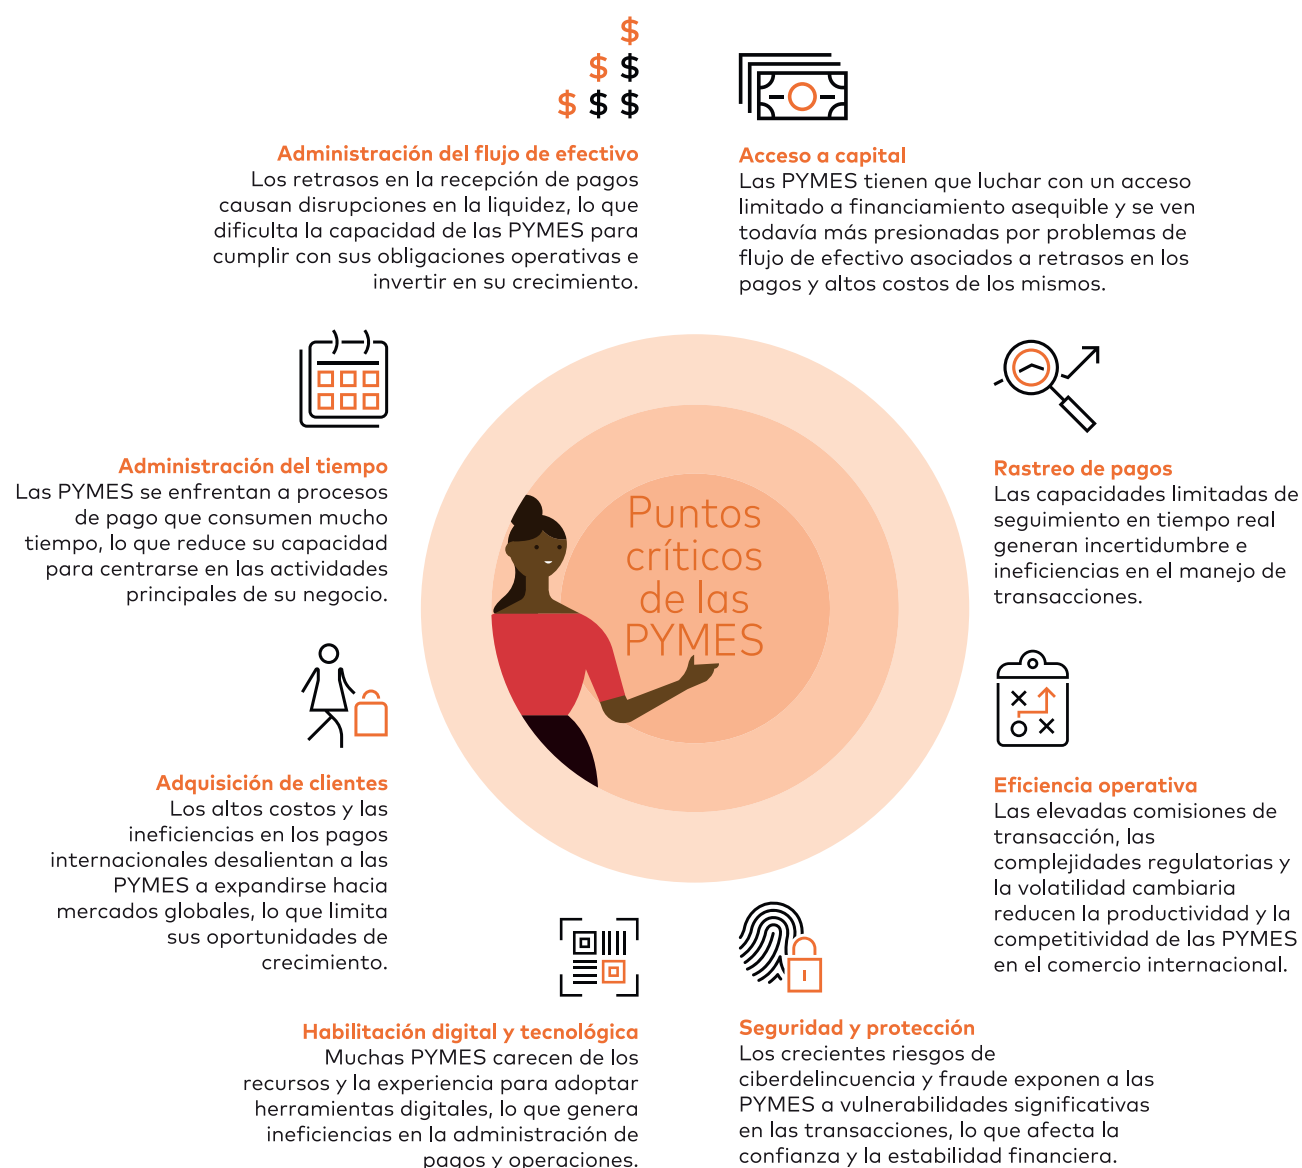 $
$ $
$ $ $
Administración del flujo de efectivo
Los retrasos en la recepción de pagos
causan disrupciones en la liquidez, lo que
dificulta la capacidad de las PYMES para
cumplir con sus obligaciones operativas e
invertir en su crecimiento.
Acceso a capital
Las PYMES tienen que luchar con un acceso
limitado a financiamiento asequible y se ven
todavía más presionadas por problemas de
flujo de efectivo asociados a retrasos en los
pagos y altos costos de los mismos.
Administración del tiempo
Las PYMES se enfrentan a procesos
de pago que consumen mucho
tiempo, lo que reduce su capacidad
para centrarse en las actividades
principales de su negocio.
Puntos
críticos
de las
PYMES
Rastreo de pagos
Las capacidades limitadas de
seguimiento en tiempo real
generan incertidumbre e
ineficiencias en el manejo de
transacciones.
Adquisición de clientes
Los altos costos y las
ineficiencias en los pagos
internacionales desalientan a las
PYMES a expandirse hacia
mercados globales, lo que limita
sus oportunidades de
crecimiento.
Eficiencia operativa
Las elevadas comisiones de
transacción, las
complejidades regulatorias y
la volatilidad cambiaria
reducen la productividad y la
competitividad de las PYMES
en el comercio internacional.
Habilitación digital y tecnológica
Muchas PYMES carecen de los
recursos y la experiencia para adoptar
herramientas digitales, lo que genera
ineficiencias en la administración de
pagos y operaciones.
Seguridad y protección
Los crecientes riesgos de
ciberdelincuencia y fraude exponen a las
PYMES a vulnerabilidades significativas
en las transacciones, lo que afecta la
confianza y la estabilidad financiera.